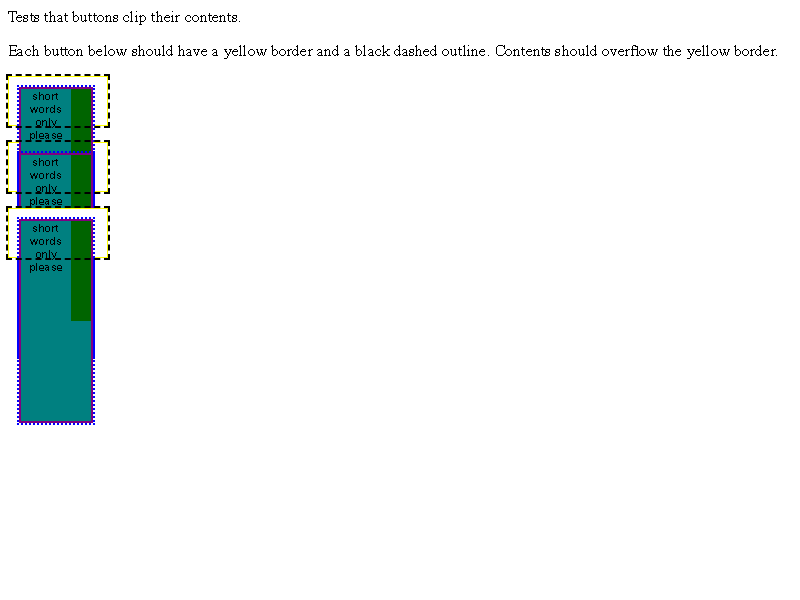 Tests that buttons clip their contents.
Each button below should have a yellow border and a black dashed outline. Contents should overflow the yellow border.
short
words
only
please
short
words
only
please
short
words
only
please